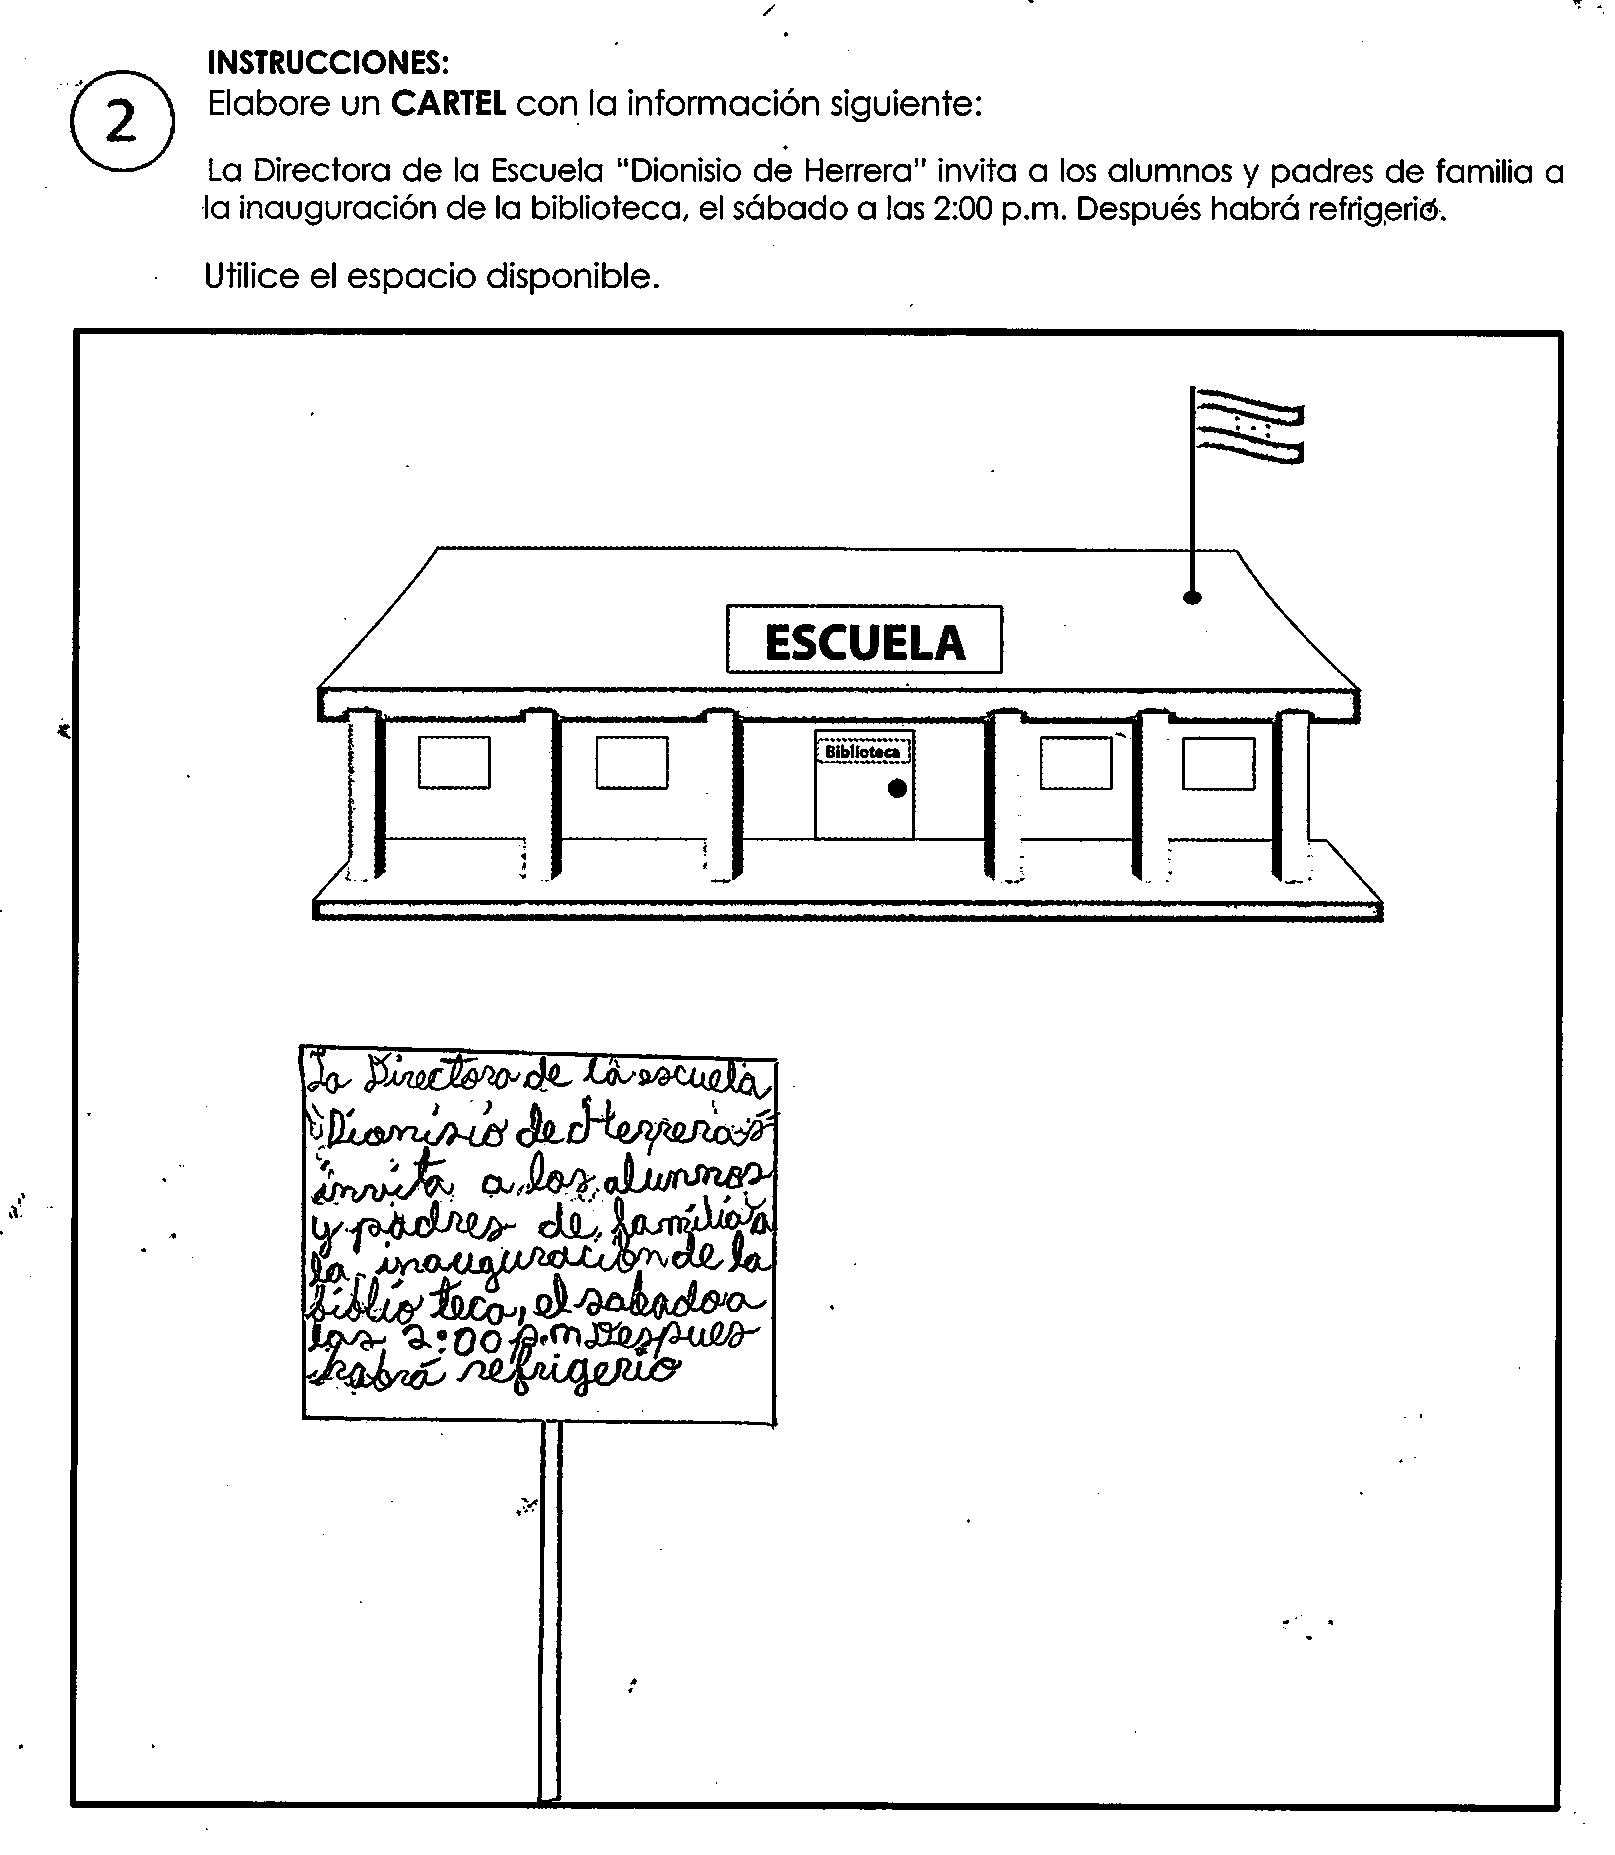 INSTRUCCIONES:
2
Elabore un CARTEL con la información siguiente:
La Directora de la Escuela "Dionisio de Herrera" invita a los alumnos y padres de familia a
la inauguración de la biblioteca, el sábado a las 2:00 p.m. Después habrá refrigerio.
Utilice el espacio disponible.
ESCUELA
Biblioteca
La Directora de la escuela
"Dionisio de Herrera"
invita a los alunnos
y padres de familia a
la inauguración de la
biblio teca, el sabado a
las 2:00 p.m Despues
habrá refrigerio